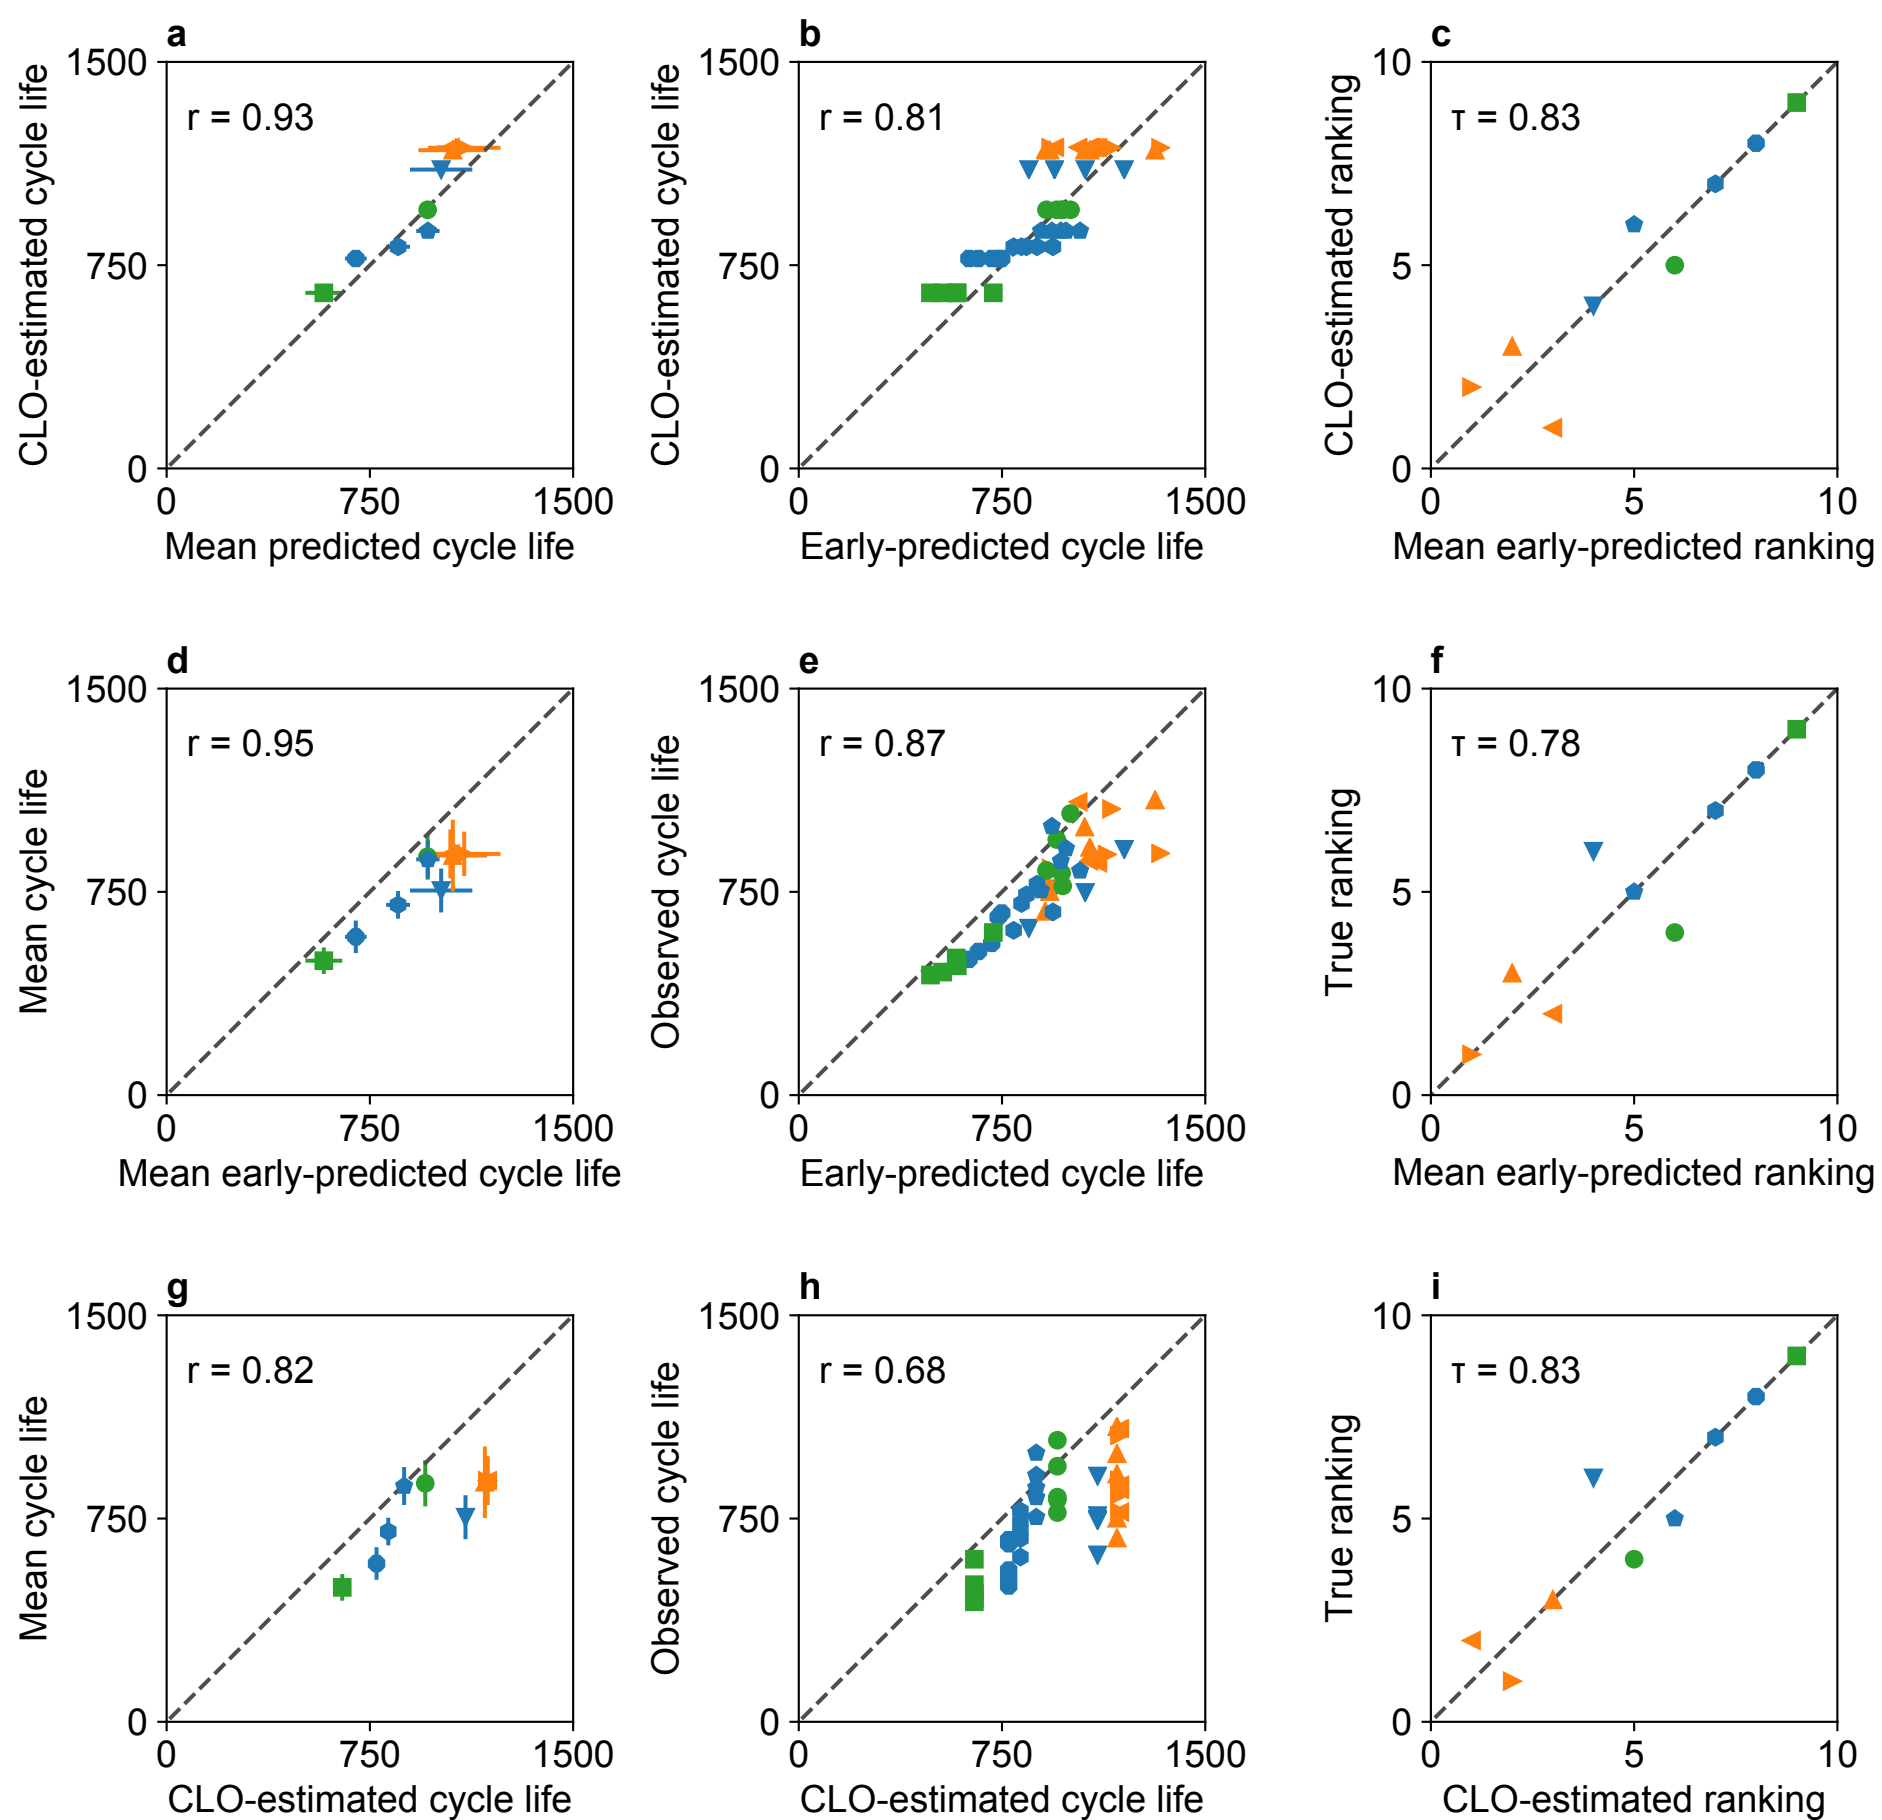 a
CLO-estimated cycle life
1500
750
0
r = 0.93
0
750
1500
Mean predicted cycle life
b
CLO-estimated cycle life
1500
750
0
r = 0.81
0
750
1500
Early-predicted cycle life
c
CLO-estimated ranking
10
5
0
τ = 0.83
0
5
10
Mean early-predicted ranking
d
Mean cycle life
1500
750
0
r = 0.95
0
750
1500
Mean early-predicted cycle life
e
Observed cycle life
1500
750
0
r = 0.87
0
750
1500
Early-predicted cycle life
f
True ranking
10
5
0
τ = 0.78
0
5
10
Mean early-predicted ranking
g
Mean cycle life
1500
750
0
r = 0.82
0
750
1500
CLO-estimated cycle life
h
Observed cycle life
1500
750
0
r = 0.68
0
750
1500
CLO-estimated cycle life
i
True ranking
10
5
0
τ = 0.83
0
5
10
CLO-estimated ranking